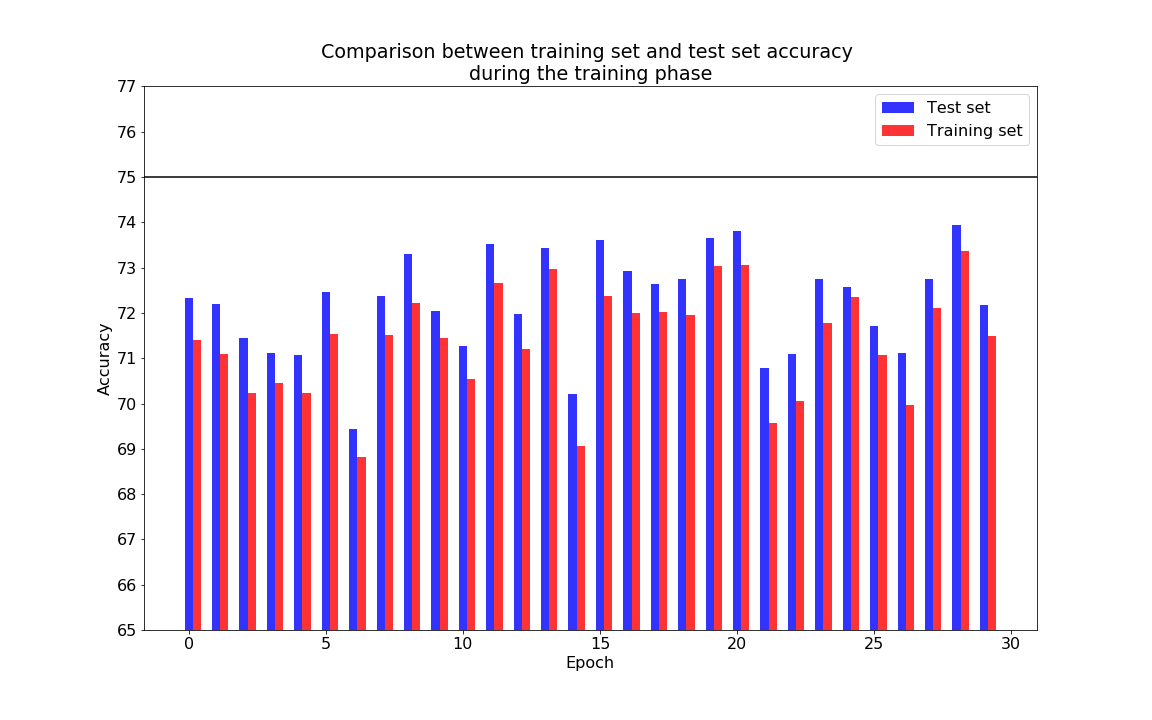 Comparison between training set and test set accuracy
during the training phase
Test set
Training set
77
76
75
74
73
72
71
70
69
68
67
66
65
Accuracy
0 5 10 15 20 25 30
Epoch